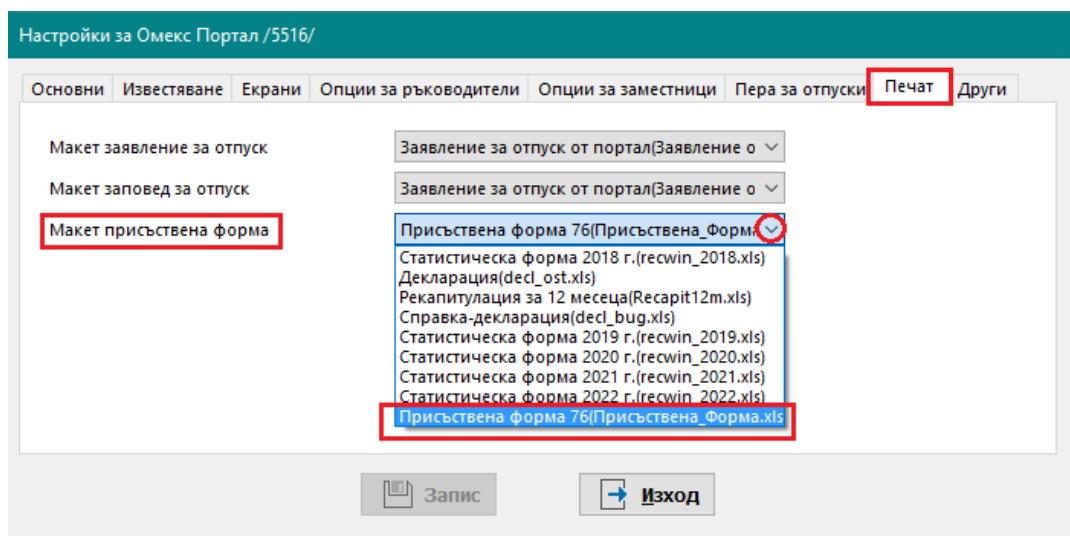 Настройки за Омекс Портал /5516/
Основни Известяване Екрани Опции за ръководители Опции за заместници Пера за отпуски Печат Други
Макет заявление за отпуск Заявление за отпуск от портал(Заявление о
Макет заповед за отпуск Заявление за отпуск от портал(Заявление о
Макет присъствена форма Присъствена форма 76(Присъствена_Форма
Статистическа форма 2018 г.(recwin_2018.xls)
Декларация(decl_ost.xls)
Рекапитулация за 12 месеца(Recapit12m.xls)
Справка-декларация(decl_bug.xls)
Статистическа форма 2019 г.(recwin_2019.xls)
Статистическа форма 2020 г.(recwin_2020.xls)
Статистическа форма 2021 г.(recwin_2021.xls)
Статистическа форма 2022 г.(recwin_2022.xls)
Присъствена форма 76(Присъствена_Форма.xls
Запис Изход